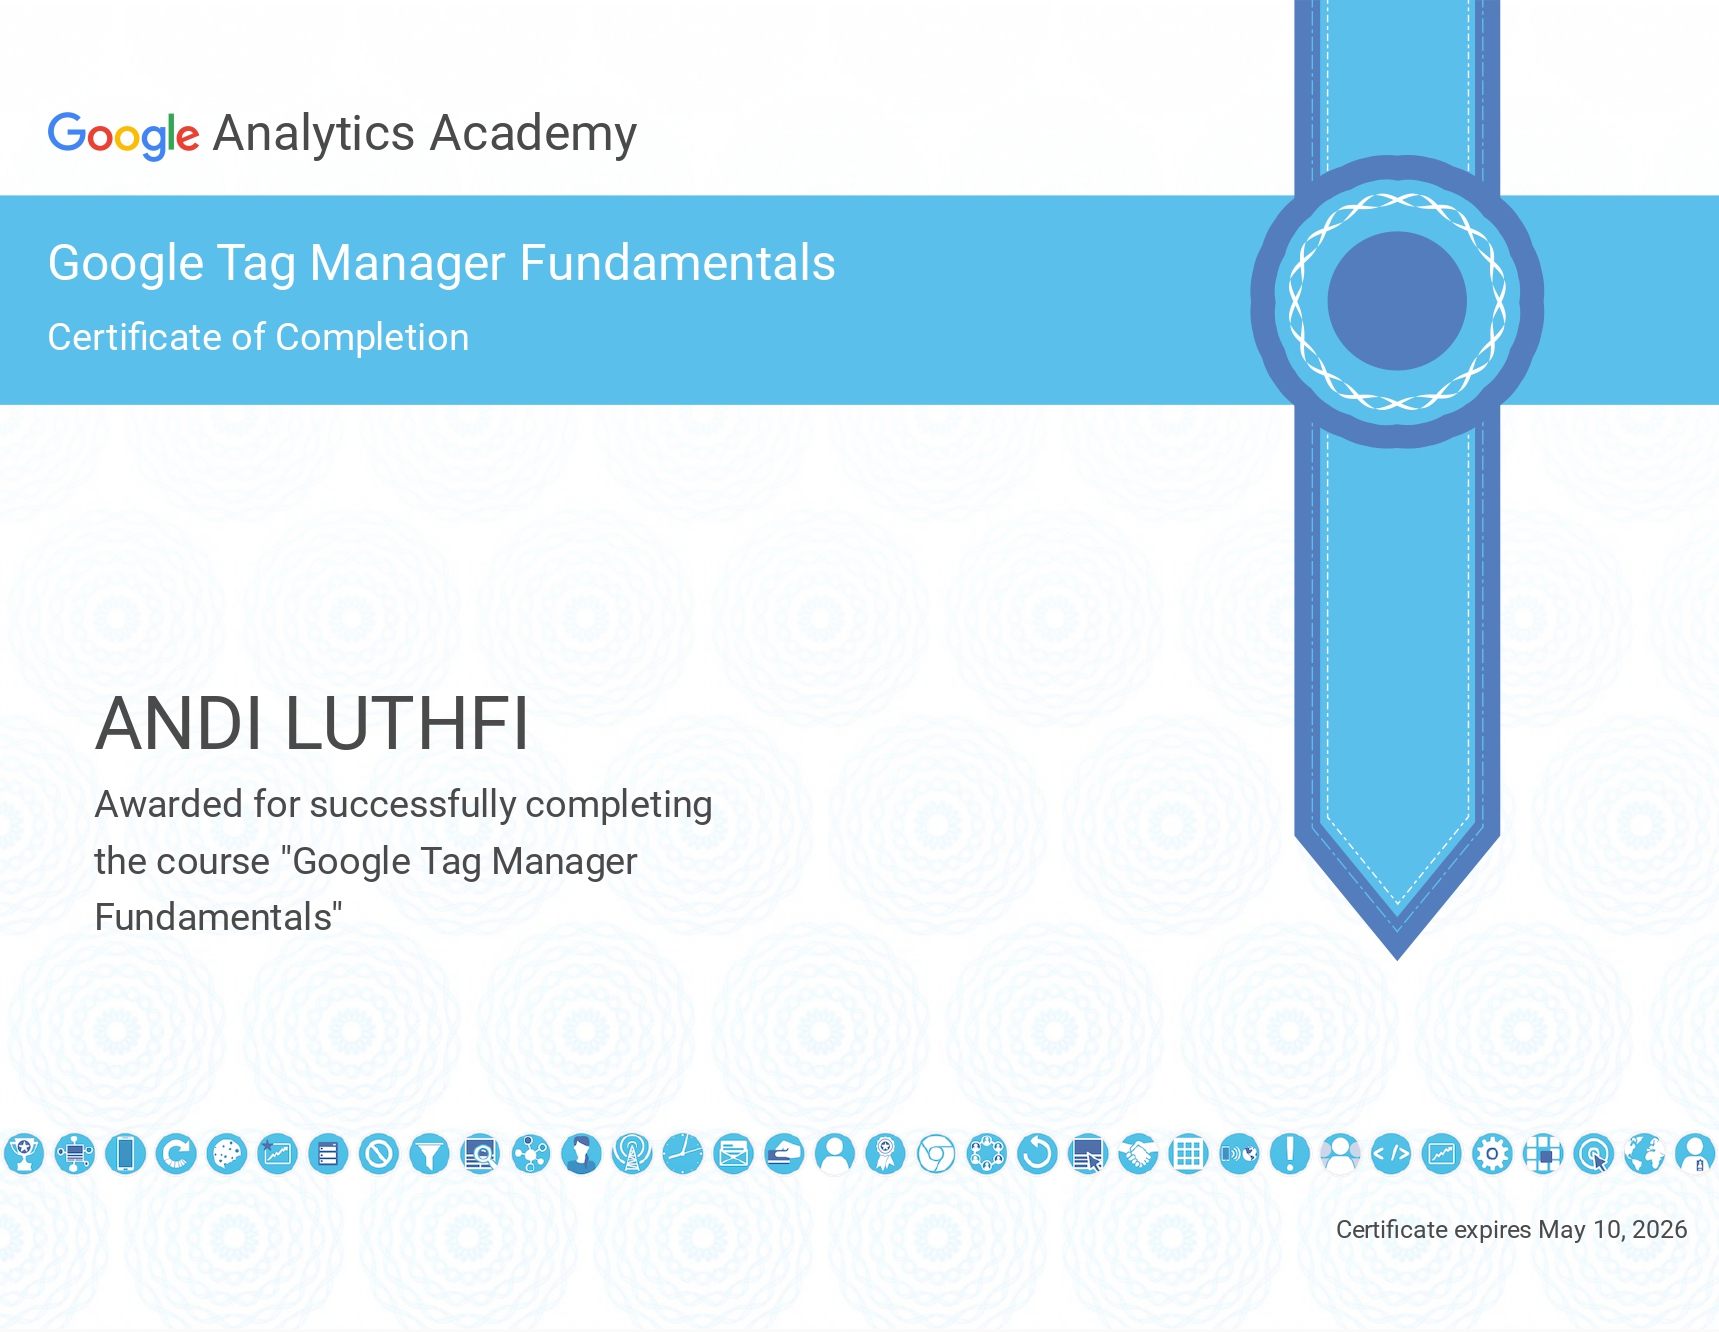 Google Analytics Academy
Google Tag Manager Fundamentals
Certificate of Completion
ANDI LUTHFI
Awarded for successfully completing
the course "Google Tag Manager
Fundamentals"
Certificate expires May 10, 2026